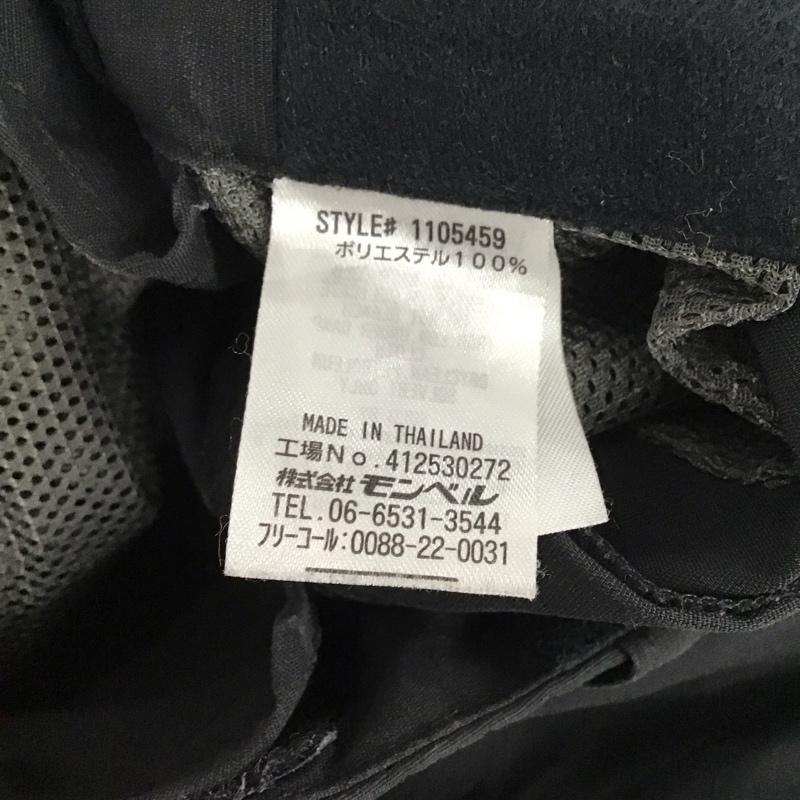 STYLE# 1105459
ポリエステル100%
MADE IN THAILAND
工場No.412530272
株式会社 モンベル
TEL.06-6531-3544
フリーコール:0088-22-0031